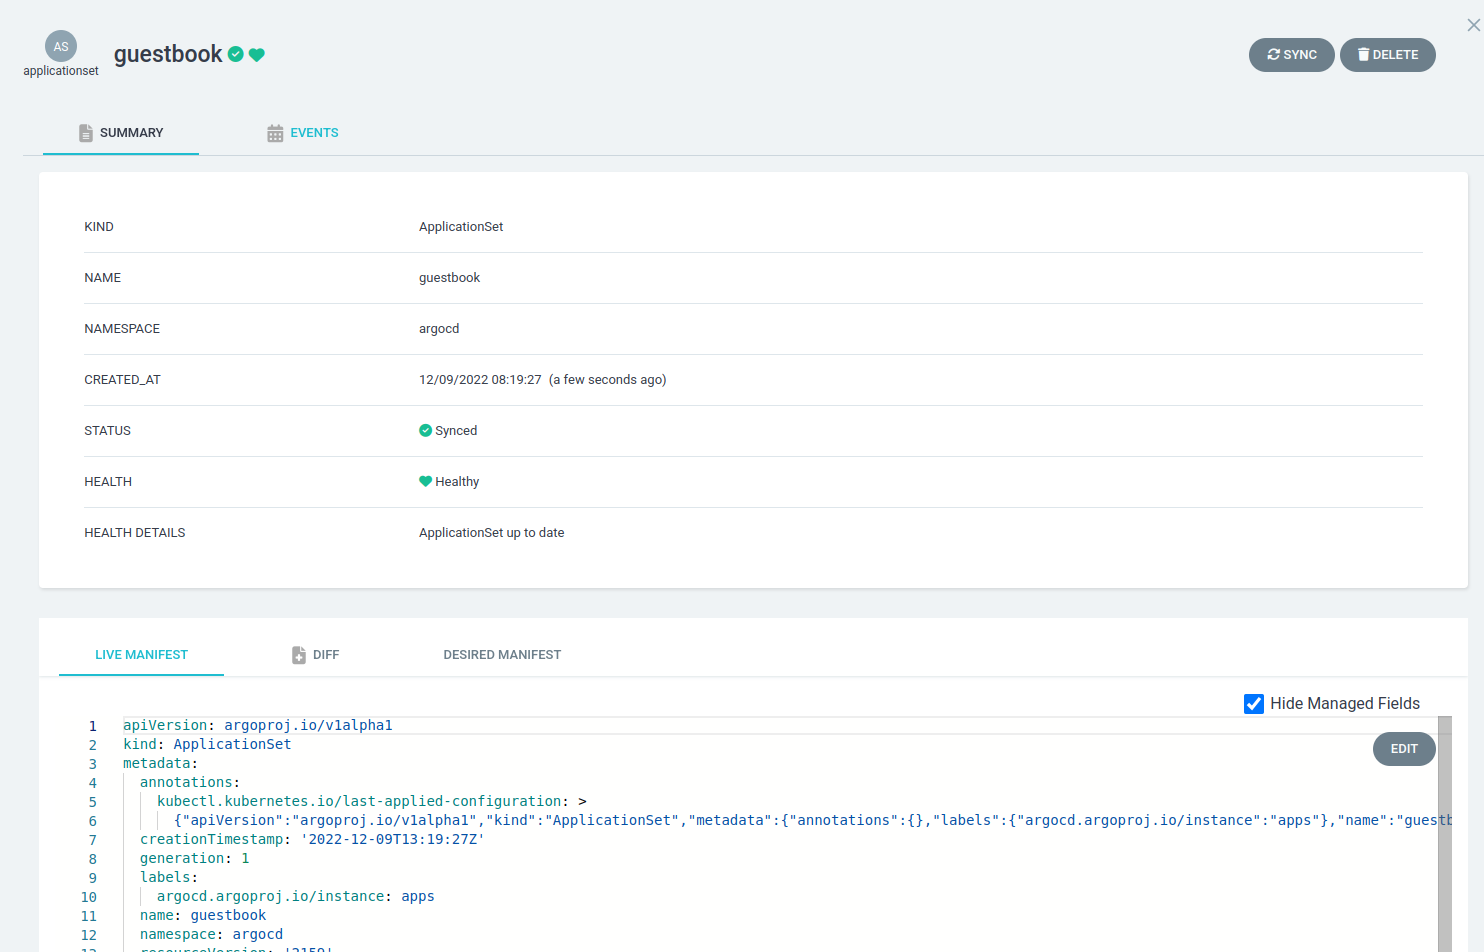 AS
applicationset
guestbook
SYNC
DELETE
SUMMARY
EVENTS
KIND ApplicationSet
NAME guestbook
NAMESPACE argocd
CREATED_AT 12/09/2022 08:19:27 (a few seconds ago)
STATUS Synced
HEALTH Healthy
HEALTH DETAILS ApplicationSet up to date
LIVE MANIFEST
DIFF
DESIRED MANIFEST
Hide Managed Fields
EDIT
1 apiVersion: argoproj.io/v1alpha1
2 kind: ApplicationSet
3 metadata:
4 annotations:
5 kubectl.kubernetes.io/last-applied-configuration: >
6 {"apiVersion":"argoproj.io/v1alpha1","kind":"ApplicationSet","metadata":{"annotations":{},"labels":{"argocd.argoproj.io/instance":"apps"},"name":"guestb
7 creationTimestamp: '2022-12-09T13:19:27Z'
8 generation: 1
9 labels:
10 argocd.argoproj.io/instance: apps
11 name: guestbook
12 namespace: argocd